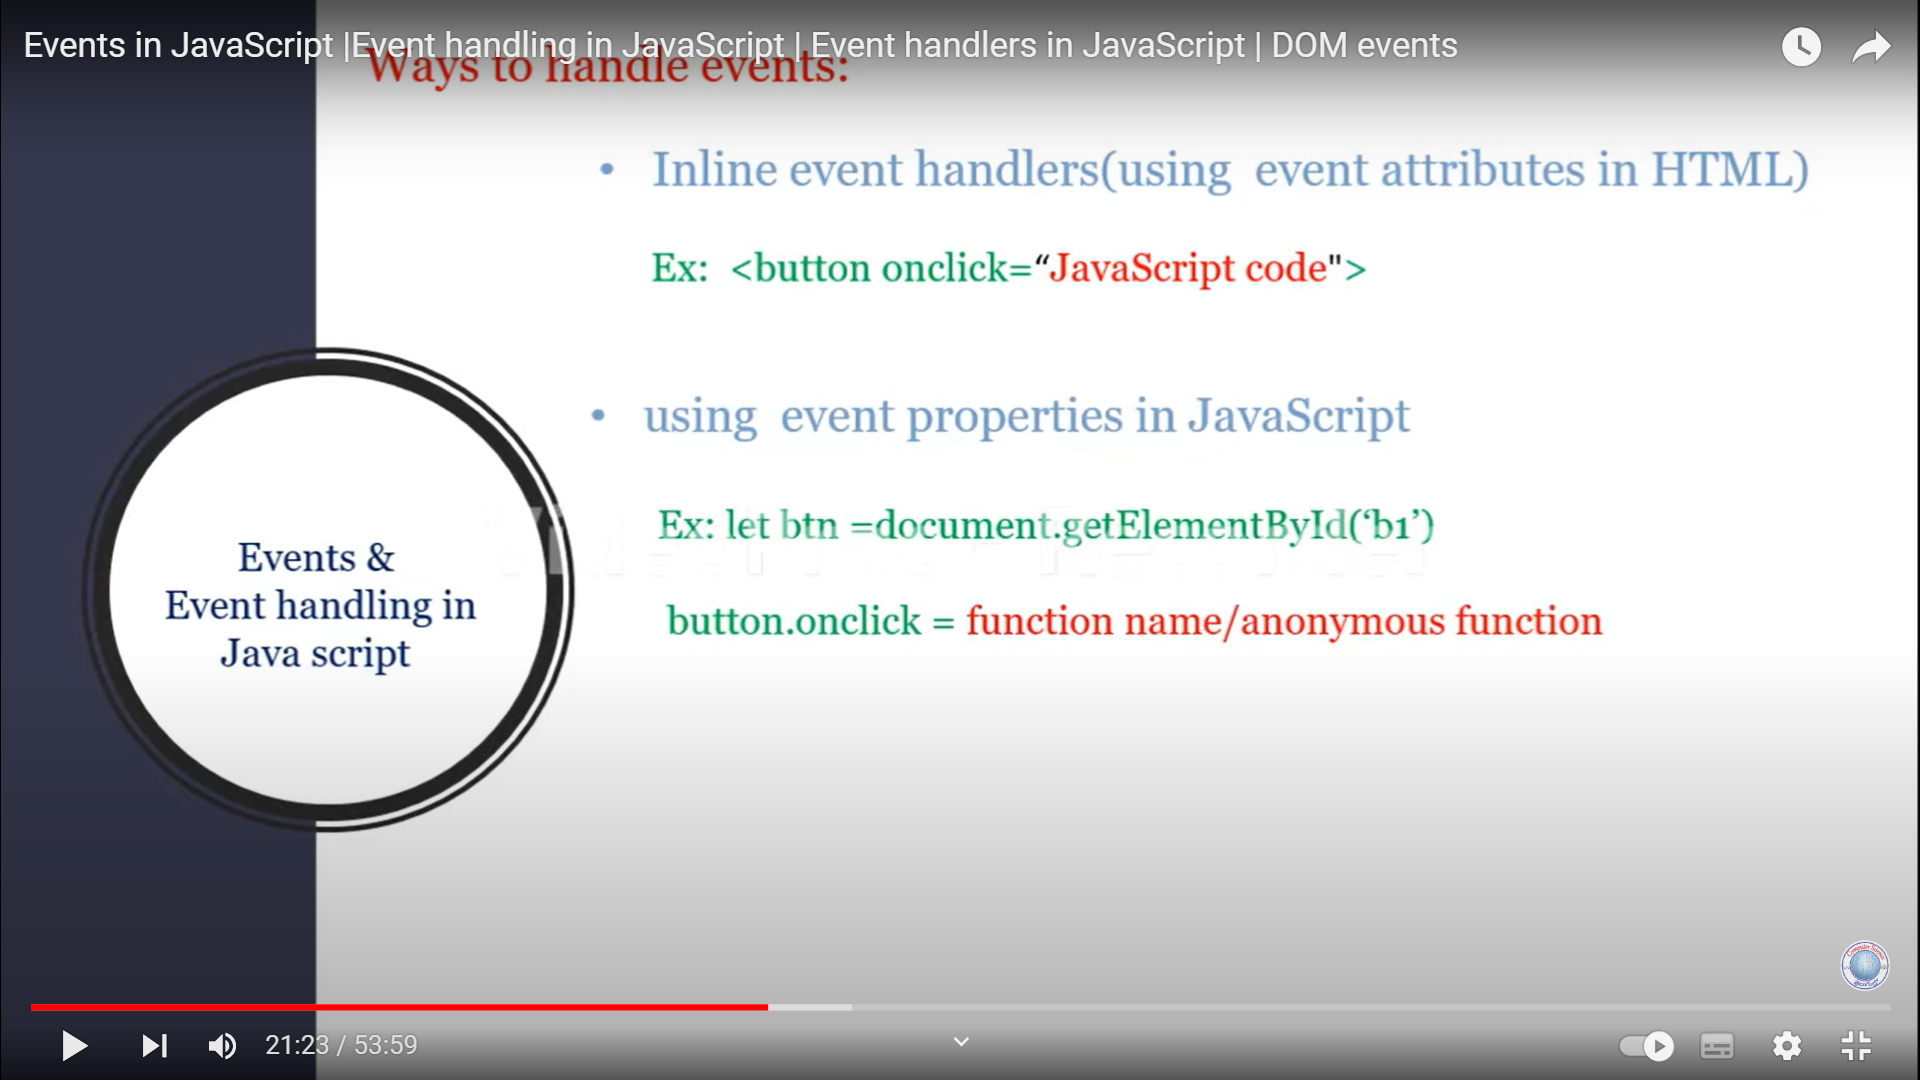 Events in JavaScript |Event handling in JavaScript | Event handlers in JavaScript | DOM events
Ways to handle events:
• Inline event handlers(using event attributes in HTML)
Ex: <button onclick=“JavaScript code">
• using event properties in JavaScript
Ex: let btn =document.getElementById(‘b1’)
button.onclick = function name/anonymous function
Events &
Event handling in
Java script
21:23 / 53:59